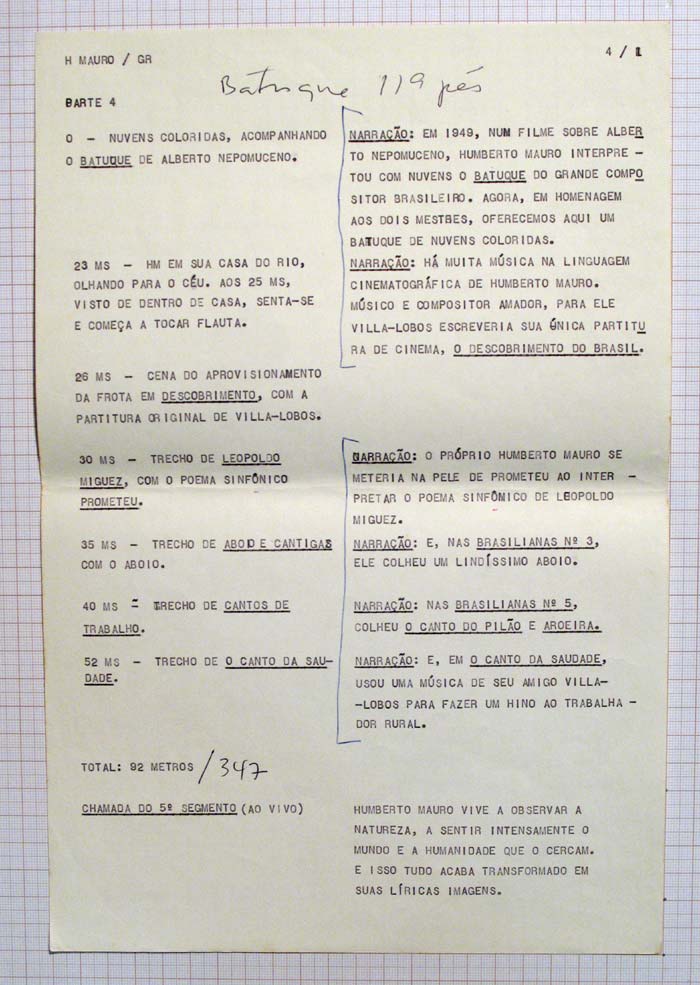 H MAURO / GR
4 / 1
Batuque 119 pés
PARTE 4
0 - NUVENS COLORIDAS, ACOMPANHANDO
O BATUQUE DE ALBERTO NEPOMUCENO.
NARRAÇÃO: EM 1949, NUM FILME SOBRE ALBER
TO NEPOMUCENO, HUMBERTO MAURO INTERPRE -
TOU COM NUVENS O BATUQUE DO GRANDE COMPO
SITOR BRASILEIRO. AGORA, EM HOMENAGEM
AOS DOIS MESTRES, OFERECEMOS AQUI UM
BATUQUE DE NUVENS COLORIDAS.
23 MS - HM EM SUA CASA DO RIO,
OLHANDO PARA O CÉU. AOS 25 MS,
VISTO DE DENTRO DE CASA, SENTA-SE
E COMEÇA A TOCAR FLAUTA.
NARRAÇÃO: HÁ MUITA MÚSICA NA LINGUAGEM
CINEMATOGRÁFICA DE HUMBERTO MAURO.
MÚSICO E COMPOSITOR AMADOR, PARA ELE
VILLA-LOBOS ESCREVERIA SUA ÚNICA PARTITU
RA DE CINEMA, O DESCOBRIMENTO DO BRASIL.
26 MS - CENA DO APROVISIONAMENTO
DA FROTA EM DESCOBRIMENTO, COM A
PARTITURA ORIGINAL DE VILLA-LOBOS.
30 MS - TRECHO DE LEOPOLDO
MIGUEZ, COM O POEMA SINFÔNICO
PROMETEU.
NARRAÇÃO: O PRÓPRIO HUMBERTO MAURO SE
METERIA NA PELE DE PROMETEU AO INTER -
PRETAR O POEMA SINFÔNICO DE LEOPOLDO
MIGUEZ.
35 MS - TRECHO DE ABOIO E CANTIGAS
COM O ABOIO.
NARRAÇÃO: E, NAS BRASILIANAS Nº 3,
ELE COLHEU UM LINDÍSSIMO ABOIO.
40 MS - TRECHO DE CANTOS DE
TRABALHO.
NARRAÇÃO: NAS BRASILIANAS Nº 5,
COLHEU O CANTO DO PILÃO E AROEIRA.
52 MS - TRECHO DE O CANTO DA SAU-
DADE.
NARRAÇÃO: E, EM O CANTO DA SAUDADE,
USOU UMA MÚSICA DE SEU AMIGO VILLA-
-LOBOS PARA FAZER UM HINO AO TRABALHA -
DOR RURAL.
TOTAL: 92 METROS /347
CHAMADA DO 5º SEGMENTO (AO VIVO)
HUMBERTO MAURO VIVE A OBSERVAR A
NATUREZA, A SENTIR INTENSAMENTE O
MUNDO E A HUMANIDADE QUE O CERCAM.
E ISSO TUDO ACABA TRANSFORMADO EM
SUAS LÍRICAS IMAGENS.